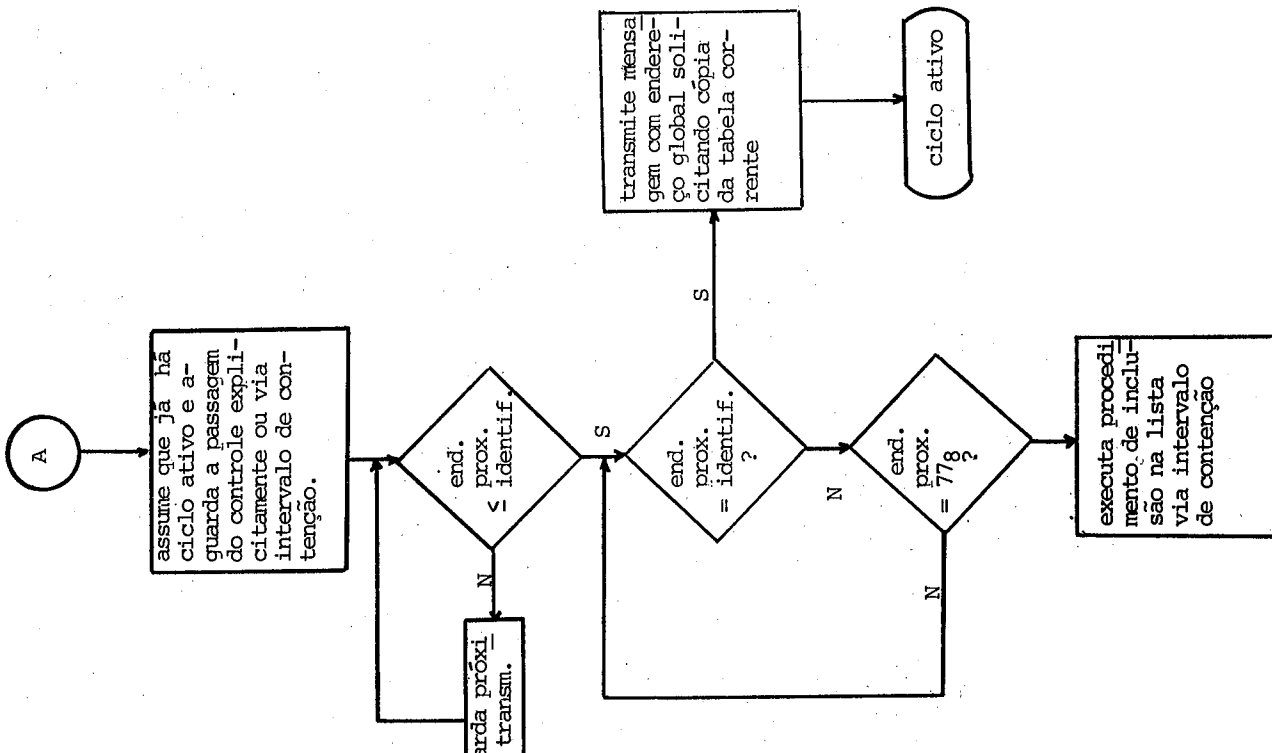 A
assume que já há
ciclo ativo e a-
guarda a passagem
do controle expli-
citamente ou via
intervalo de con-
tenção.
end.
prox.
≤ identif.
N
arda próxi
transm.
S
end.
prox.
= identif.
?
S
transmite mensa
gem com endere-
ço global soli-
citando cópia
da tabela cor-
rente
ciclo ativo
N
end.
prox.
= 77₈
?
N
executa procedi
mento de inclu-
são na lista
via intervalo
de contenção